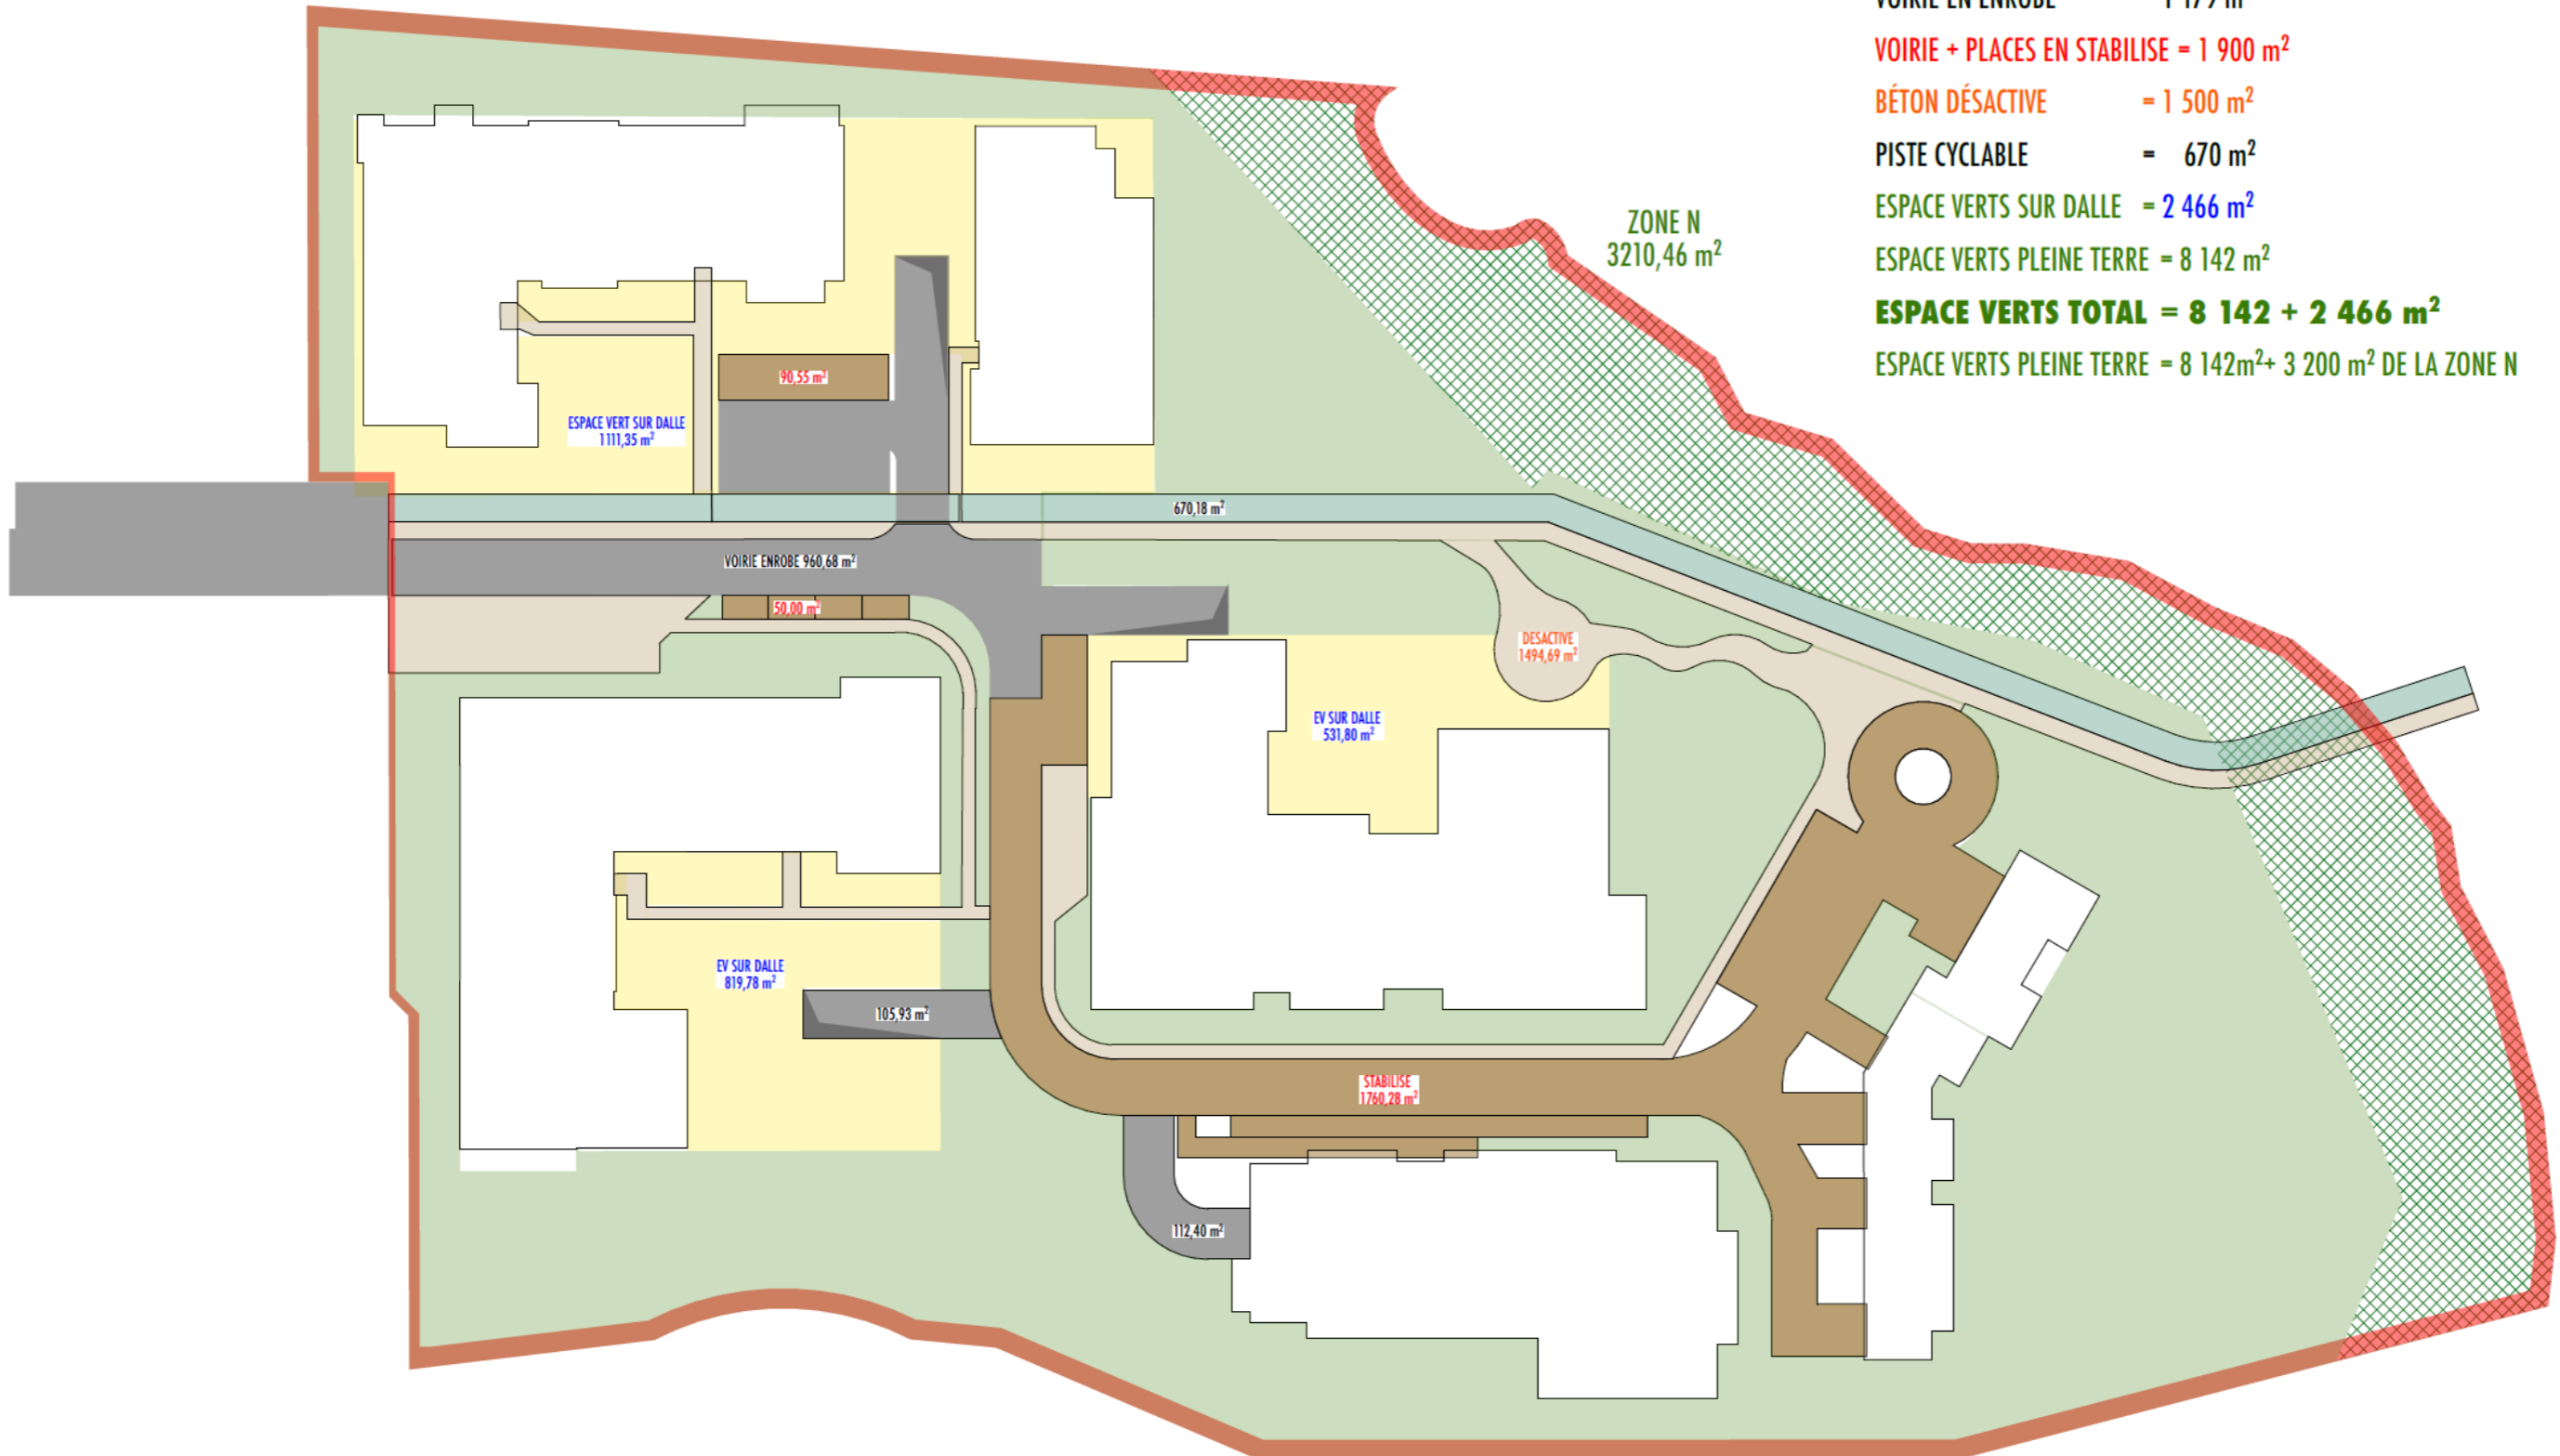 VOIRIE + PLACES EN STABILISE = 1 900 m²
BÉTON DÉSACTIVE = 1 500 m²
PISTE CYCLABLE = 670 m²
ESPACE VERTS SUR DALLE = 2 466 m²
ESPACE VERTS PLEINE TERRE = 8 142 m²
ESPACE VERTS TOTAL = 8 142 + 2 466 m²
ESPACE VERTS PLEINE TERRE = 8 142m²+ 3 200 m² DE LA ZONE N
ZONE N
3210,46 m²
90,55 m²
ESPACE VERT SUR DALLE
1111,35 m²
670,18 m²
VOIRIE ENROBE 960,68 m²
50,00 m²
DESACTIVE
1494,69 m²
EV SUR DALLE
531,80 m²
EV SUR DALLE
819,78 m²
105,93 m²
STABILISE
1760,28 m²
112,40 m²